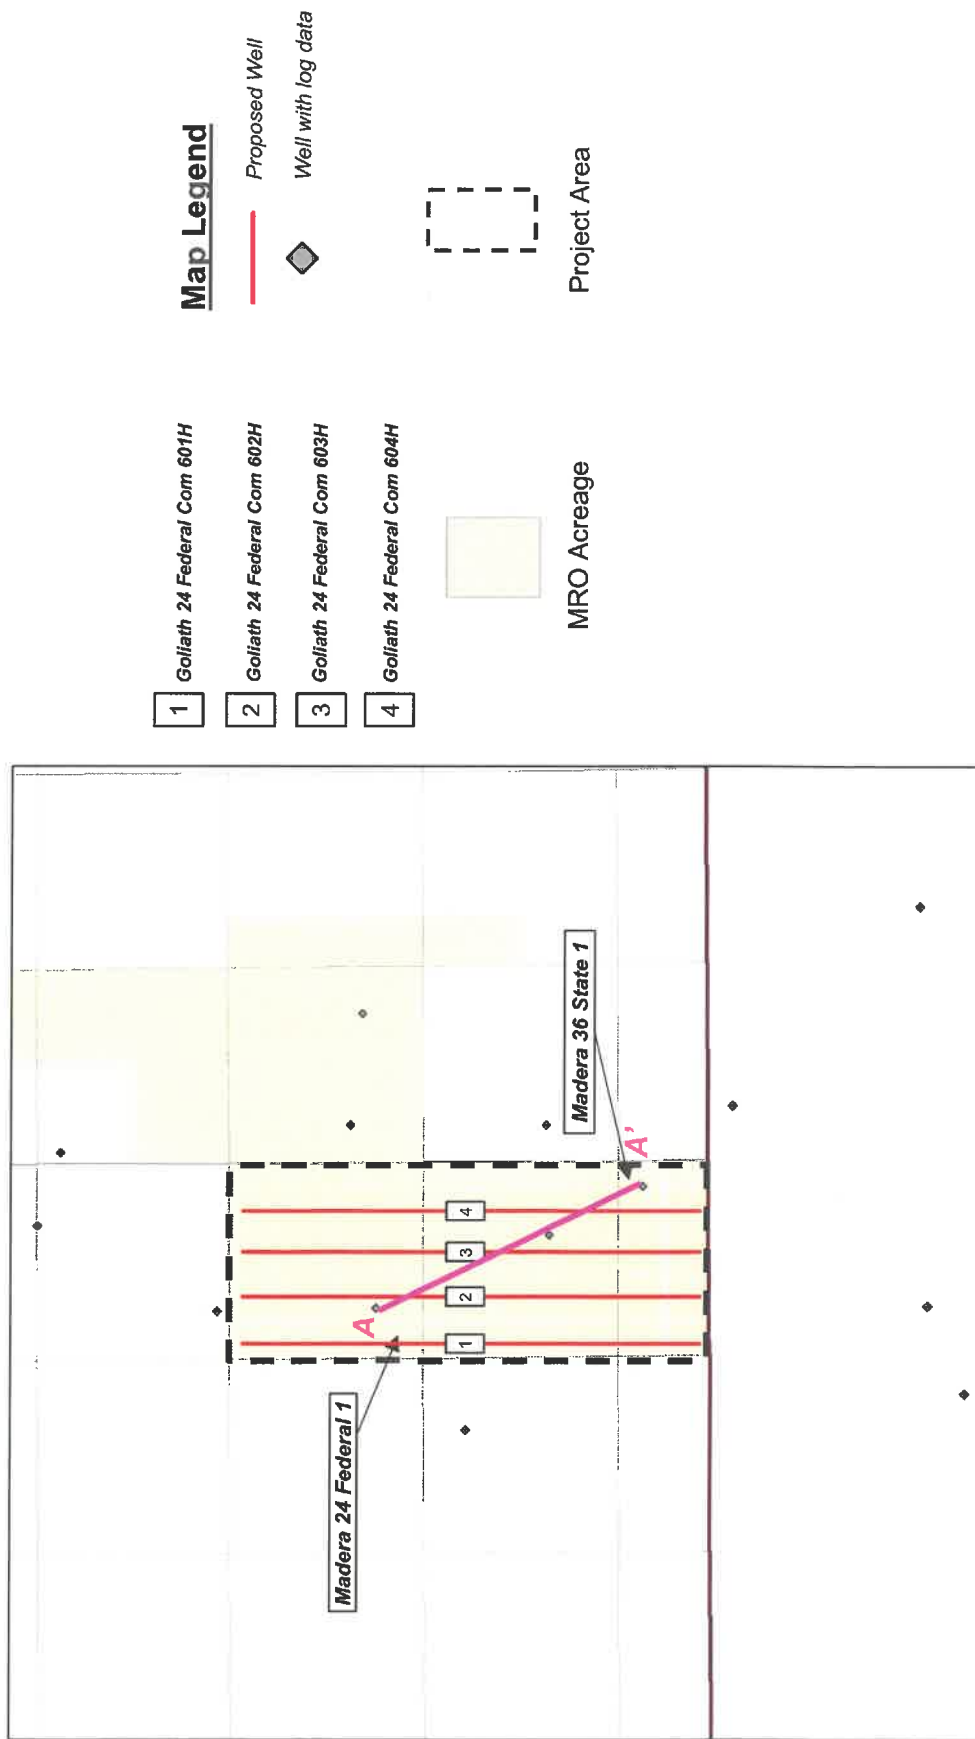 Map Legend
Proposed Well
Well with log data
Project Area
1 Goliath 24 Federal Com 601H
2 Goliath 24 Federal Com 602H
3 Goliath 24 Federal Com 603H
4 Goliath 24 Federal Com 604H
MRO Acreage
Madera 24 Federal 1
A
1
2
3
4
A'
Madera 36 State 1